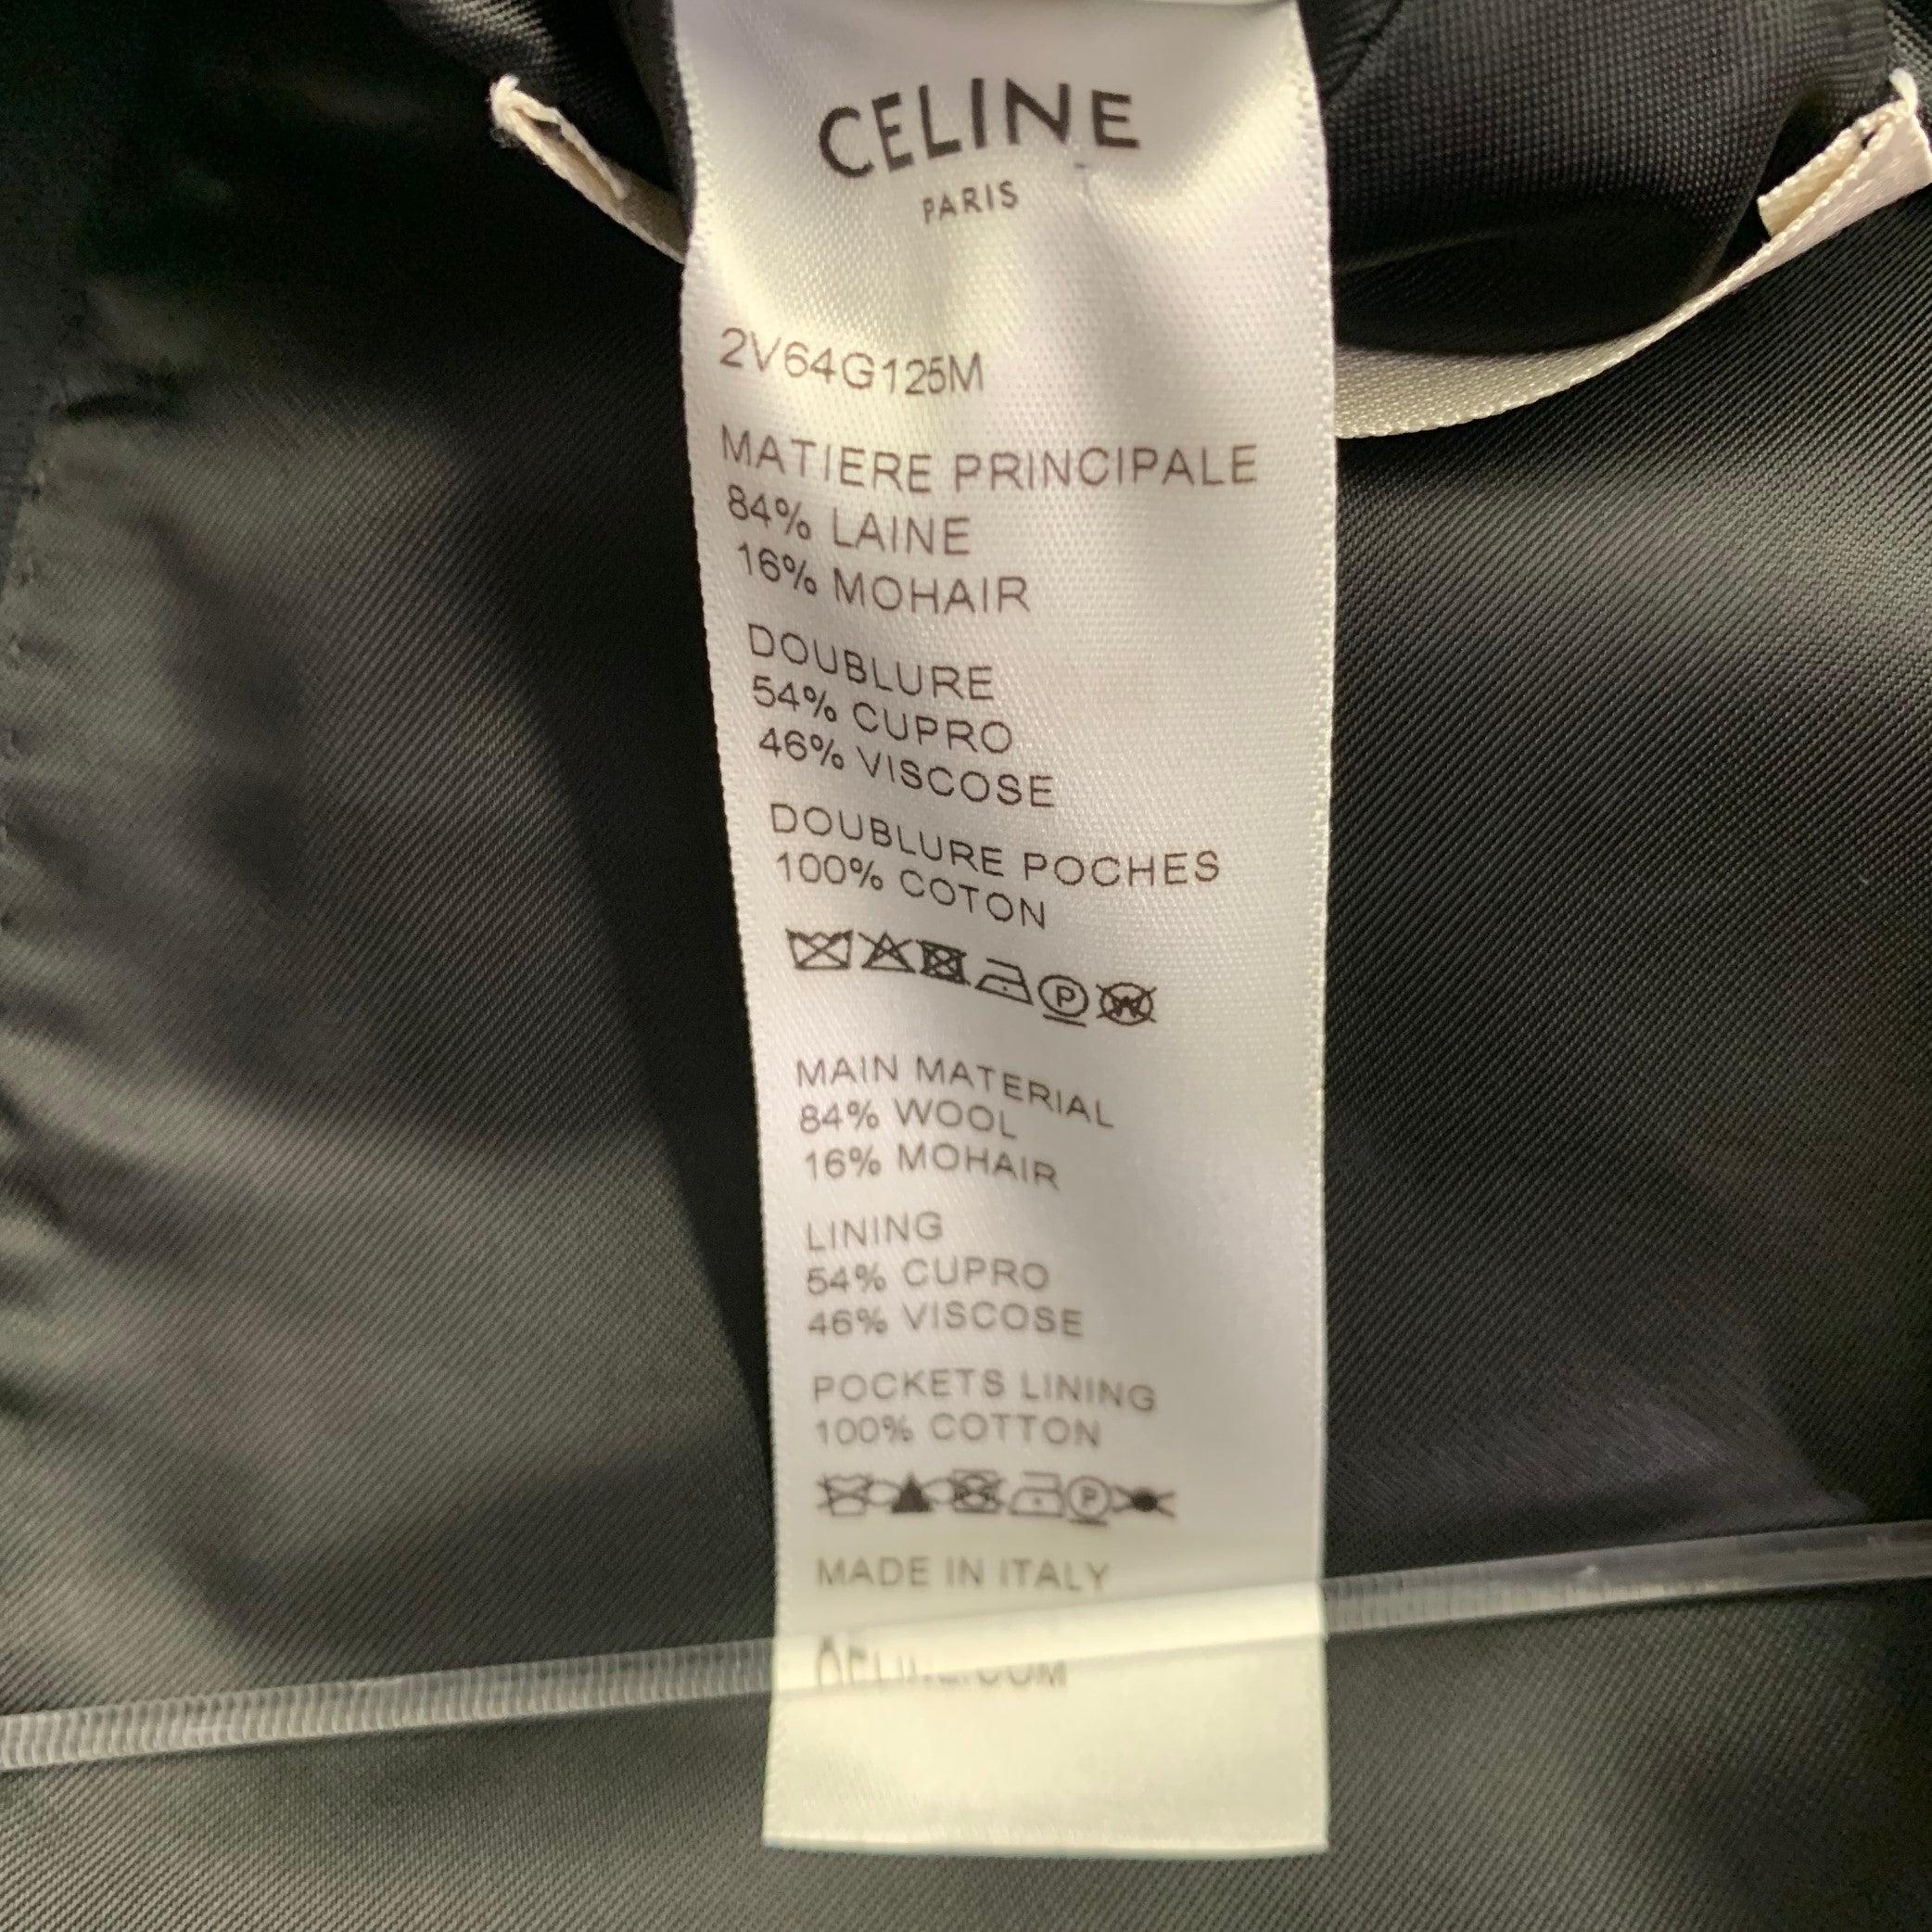 CELINE
PARIS
2V64G125M
MATIERE PRINCIPALE
84% LAINE
16% MOHAIR
DOUBLURE
54% CUPRO
46% VISCOSE
DOUBLURE POCHES
100% COTON
P W
MAIN MATERIAL
84% WOOL
16% MOHAIR
LINING
54% CUPRO
46% VISCOSE
POCKETS LINING
100% COTTON
P
MADE IN ITALY